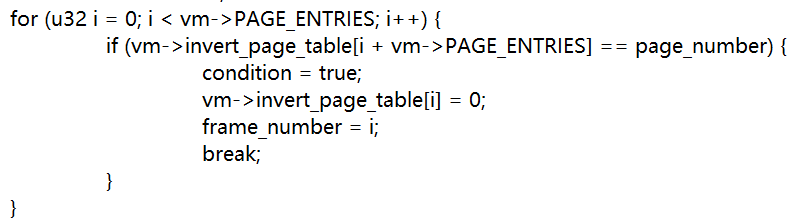 for (u32 i = 0; i < vm->PAGE_ENTRIES; i++) {
if (vm->invert_page_table[i + vm->PAGE_ENTRIES] == page_number) {
condition = true;
vm->invert_page_table[i] = 0;
frame_number = i;
break;
}
}